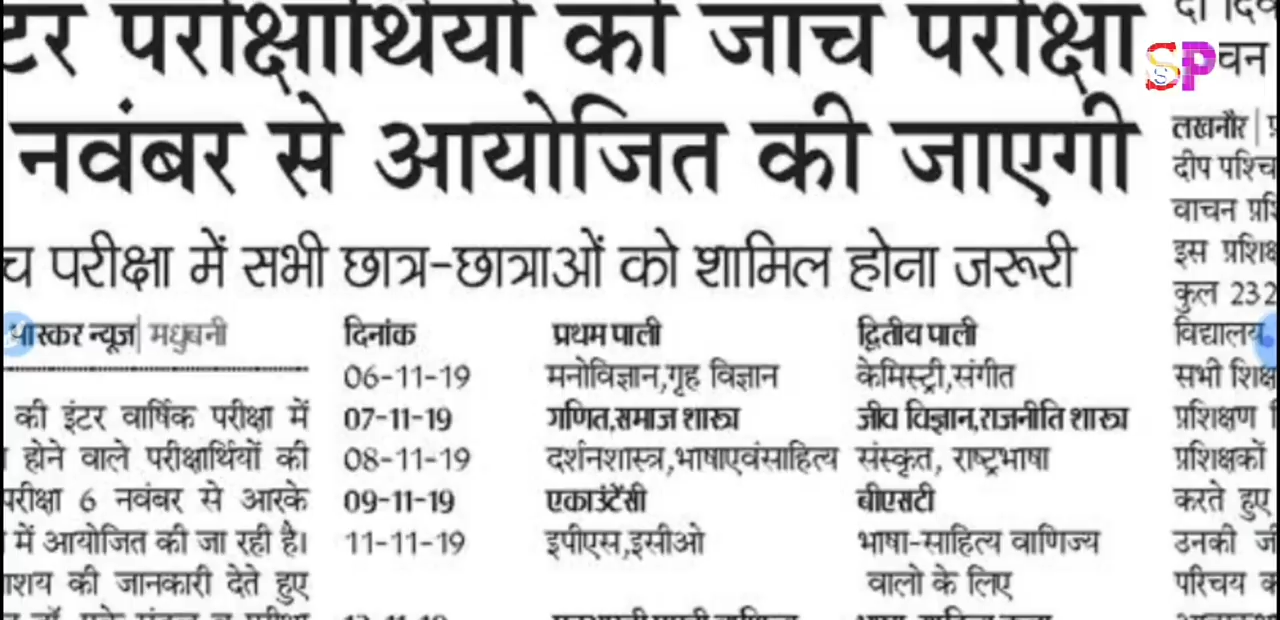 टर परीक्षार्थियों की जांच परीक्षा
नवंबर से आयोजित की जाएगी
च परीक्षा में सभी छात्र-छात्राओं को शामिल होना जरूरी
भास्कर न्यूज| मधुबनी
की इंटर वार्षिक परीक्षा में
होने वाले परीक्षार्थियों की
परीक्षा 6 नवंबर से आरके
में आयोजित की जा रही है।
की जानकारी देते हुए
दिनांक प्रथम पाली द्वितीय पाली
06-11-19 मनोविज्ञान,गृह विज्ञान केमिस्ट्री,संगीत
07-11-19 गणित,समाज शास्त्र जीव विज्ञान,राजनीति शास्त्र
08-11-19 दर्शनशास्त्र,भाषाएवंसाहित्य संस्कृत, राष्ट्रभाषा
09-11-19 एकाउंटेंसी बीएसटी
11-11-19 इपीएस,इसीओ भाषा-साहित्य वाणिज्य
वालो के लिए
SP
चन
लखनौर|
दीप पश्चि
वाचन प्रशि
इस प्रशिक्ष
कुल 232
विद्यालय
सभी शिक्ष
प्रशिक्षण
प्रशिक्षकों
करते हुए
उनकी
परिचय